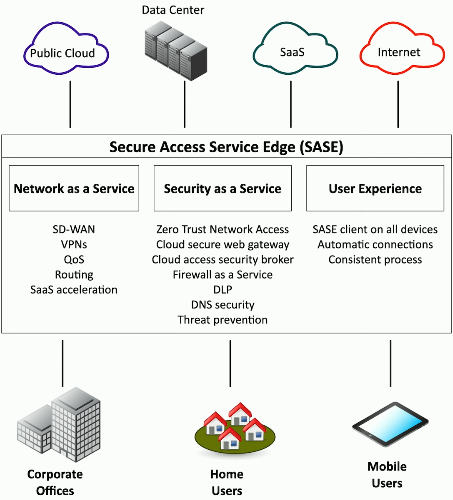 Data Center
Public Cloud
SaaS
Internet
Secure Access Service Edge (SASE)
Network as a Service
SD-WAN
VPNs
QoS
Routing
SaaS acceleration
Security as a Service
Zero Trust Network Access
Cloud secure web gateway
Cloud access security broker
Firewall as a Service
DLP
DNS security
Threat prevention
User Experience
SASE client on all devices
Automatic connections
Consistent process
Corporate
Offices
Home
Users
Mobile
Users